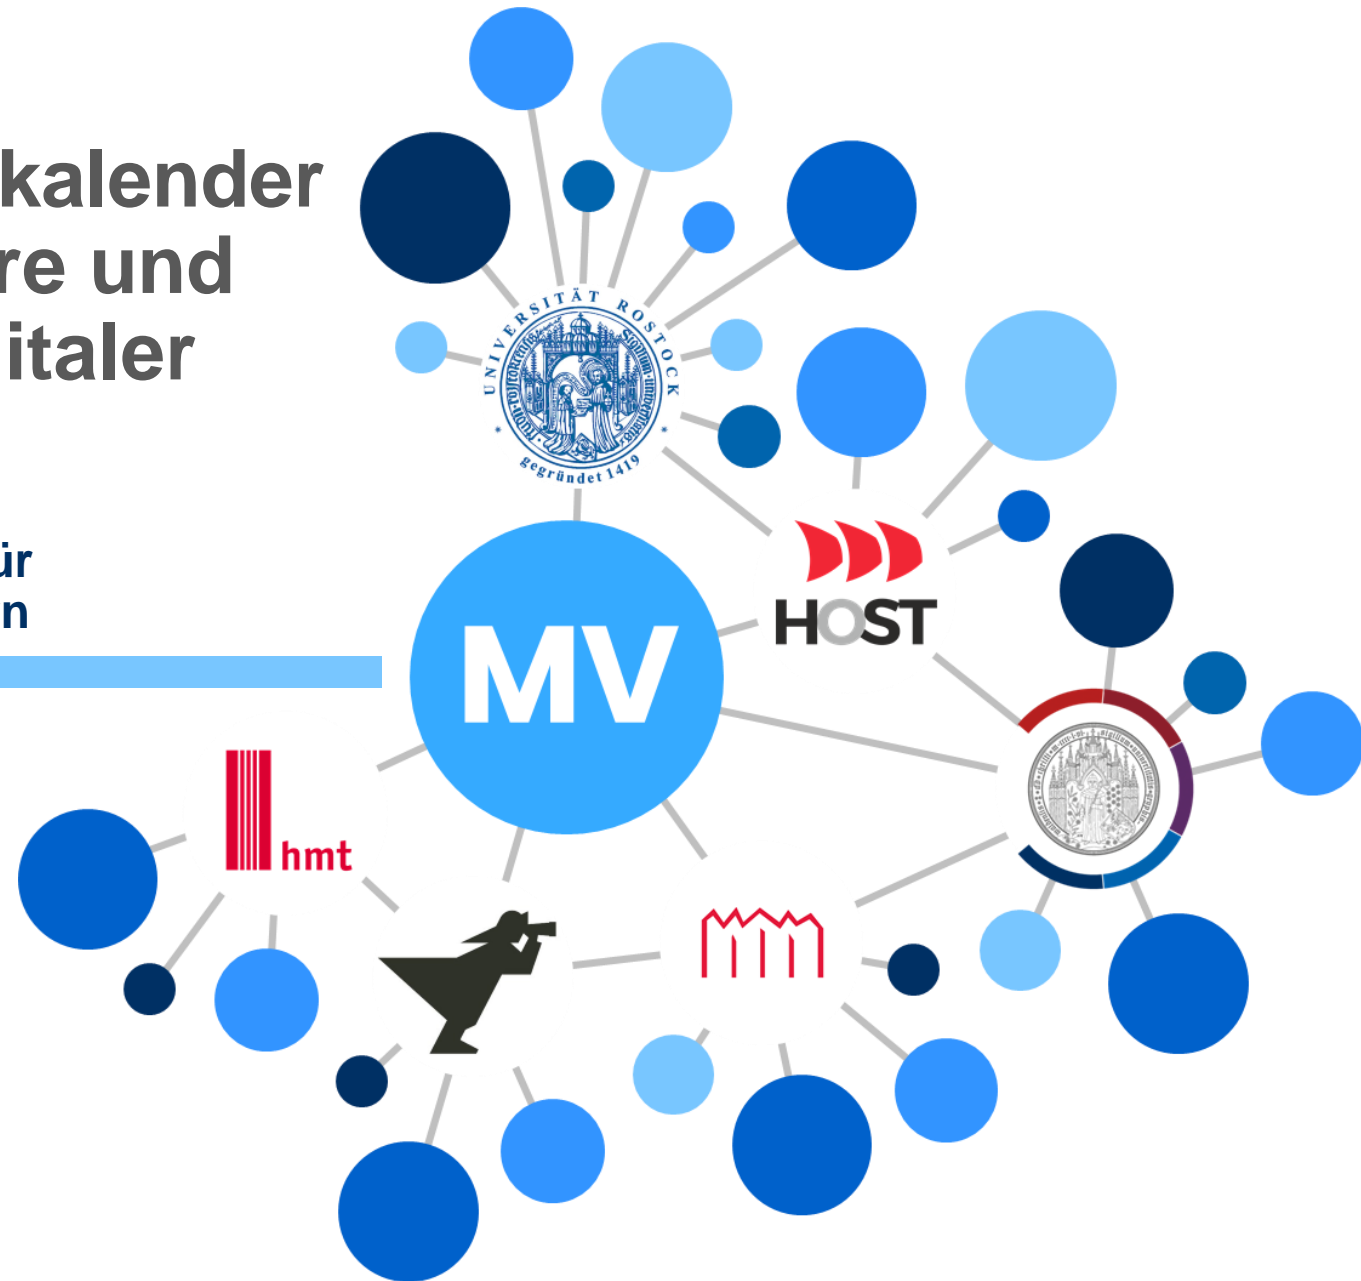 kalender
re und
italer
ür
n
UNIVERSITÄT ROSTOCK
gegründet 1419
HOST
MV
hmt